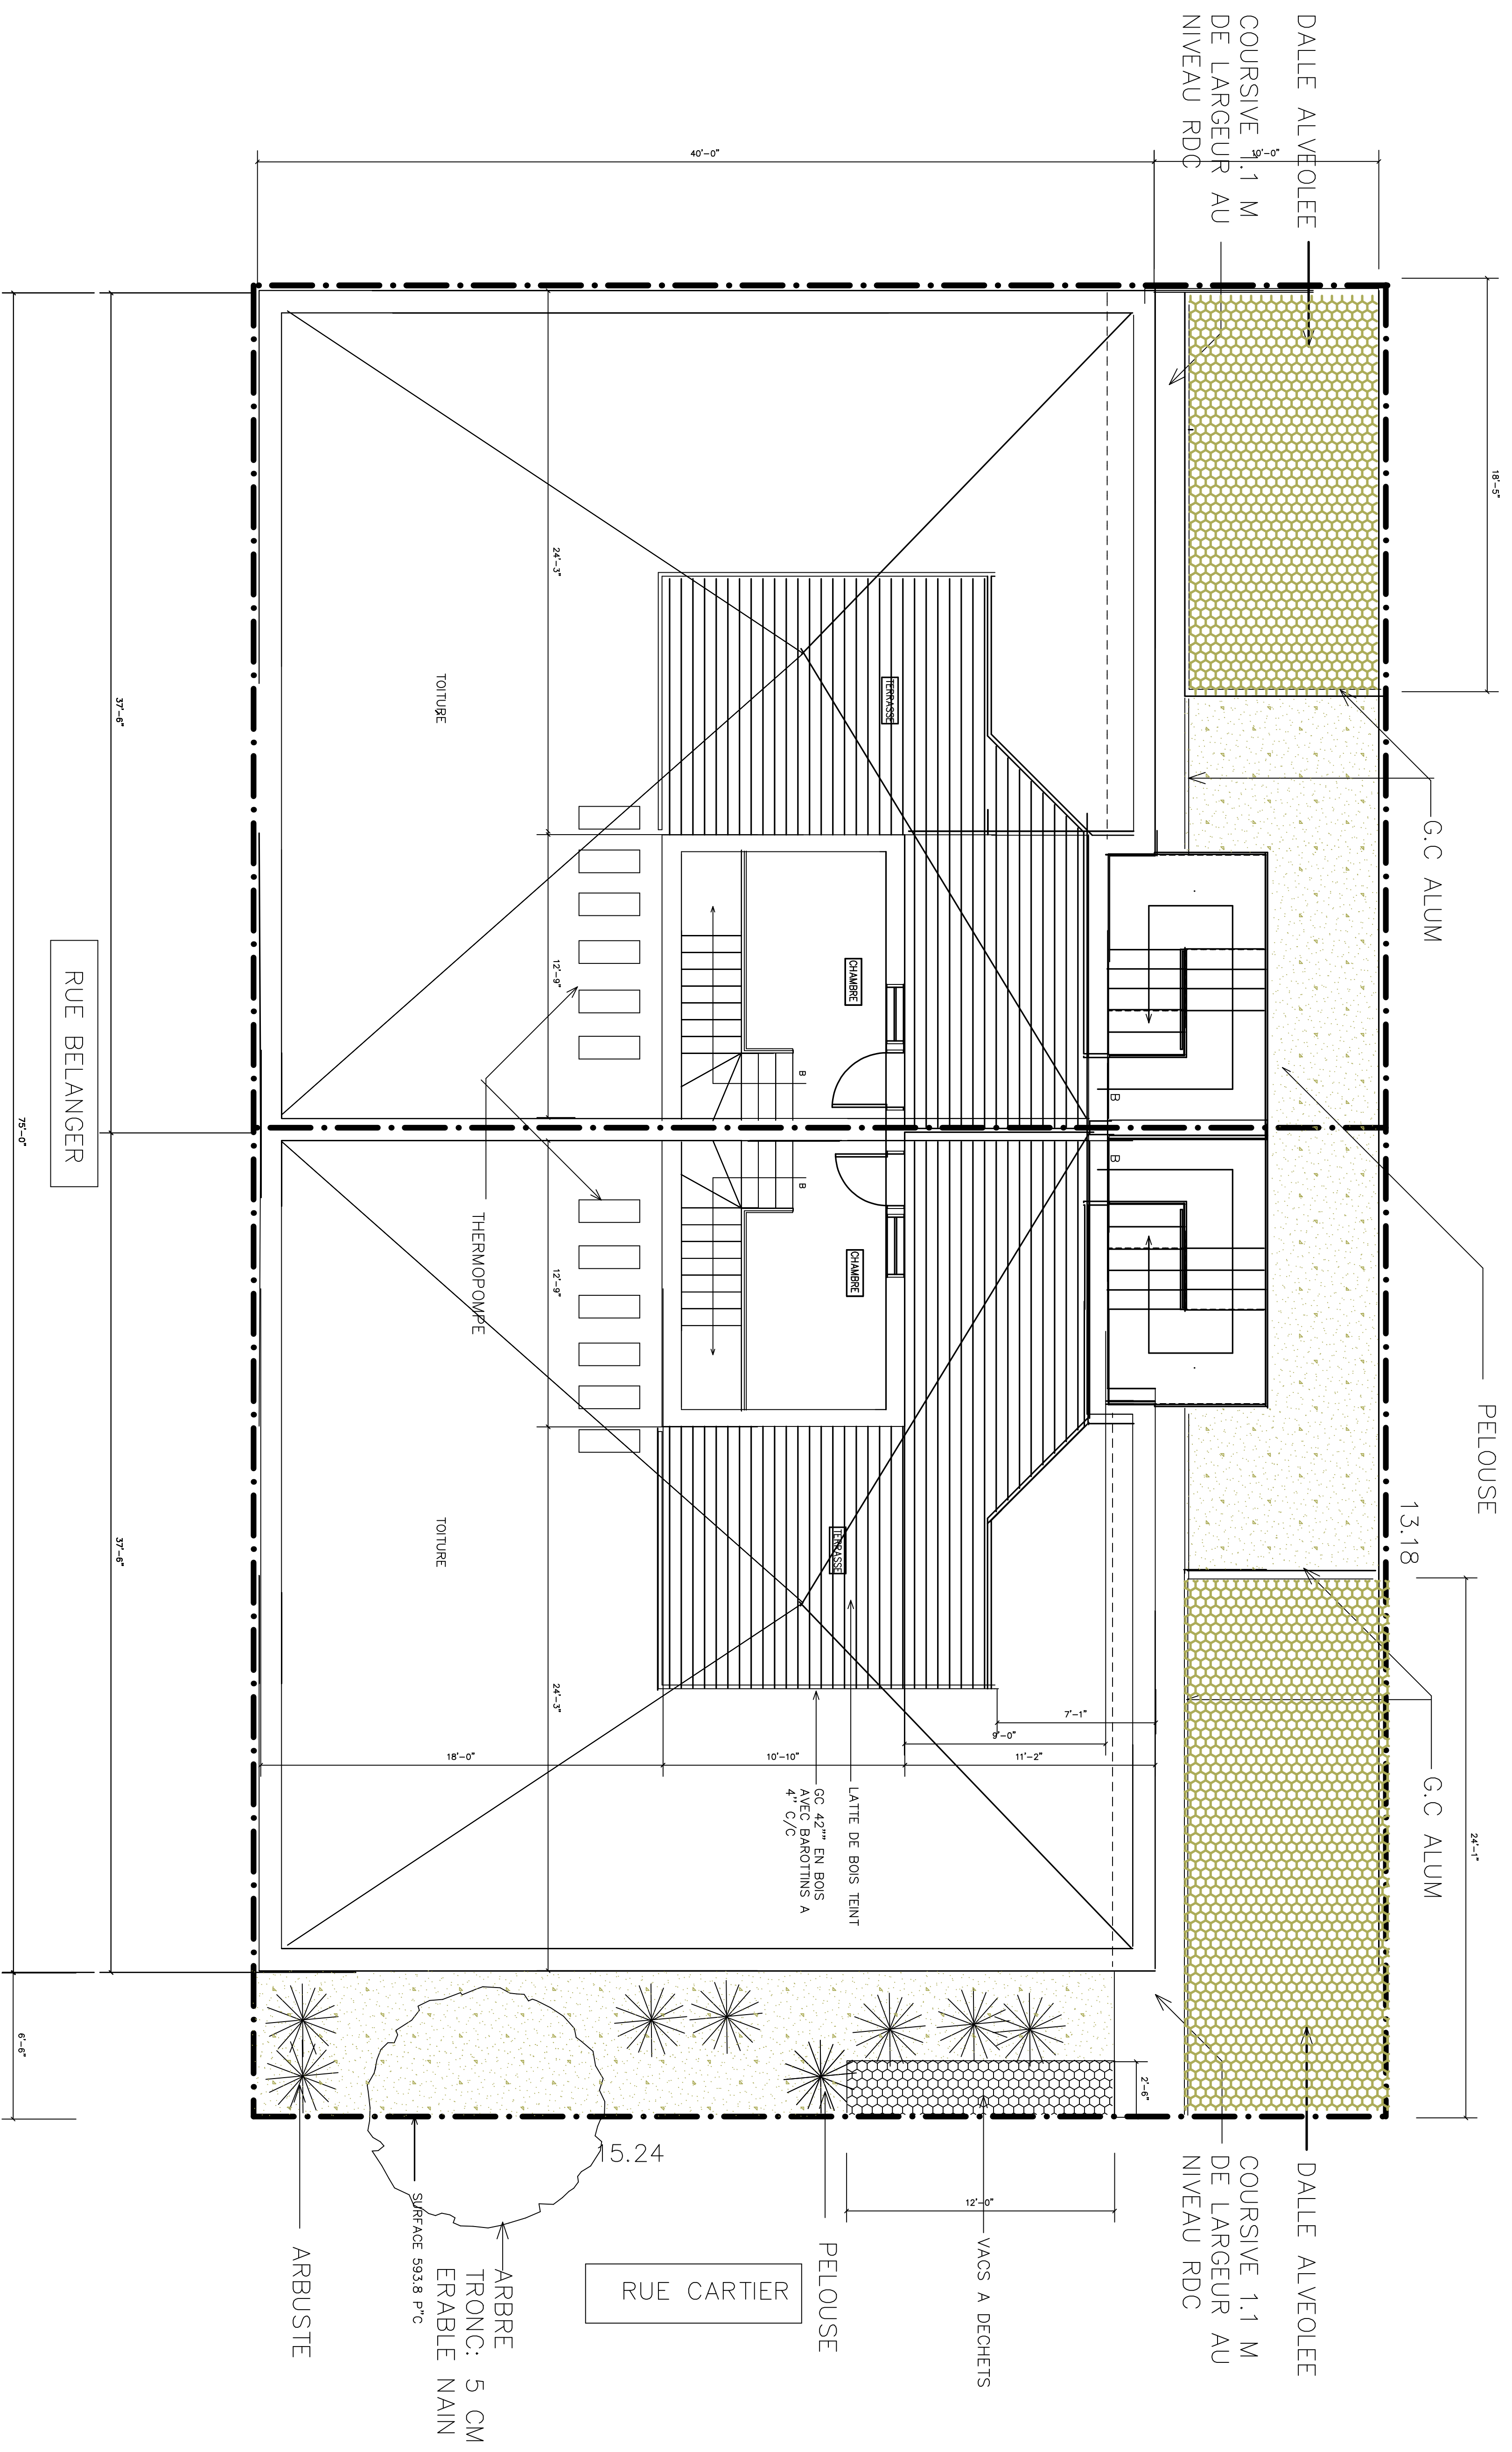 DALLE ALVEOLEE
COURSIVE 1.1 M
DE LARGEUR AU
NIVEAU RDC
40'-0"
10'-0"
18'-5"
G.C ALUM
PELOUSE
13.18
G.C ALUM
24'-1"
DALLE ALVEOLEE
COURSIVE 1.1 M
DE LARGEUR AU
NIVEAU RDC
24'-3"
TOITURE
TERRASSE
37'-6"
12'-9"
CHAMBRE
B
B
RUE BELANGER
75'-0"
THERMOPOMPE
B
B
CHAMBRE
12'-9"
TOITURE
TERRASSE
37'-6"
24'-3"
7'-1"
9'-0"
18'-0"
10'-10"
11'-2"
LATTE DE BOIS TEINT
GC 42"" EN BOIS
AVEC BAROTTINS A
4" C/C
6'-6"
2'-6"
15.24
12'-0"
SURFACE 593.8 P"C
VACS A DECHETS
PELOUSE
RUE CARTIER
ARBRE
TRONC: 5 CM
ERABLE NAIN
ARBUSTE